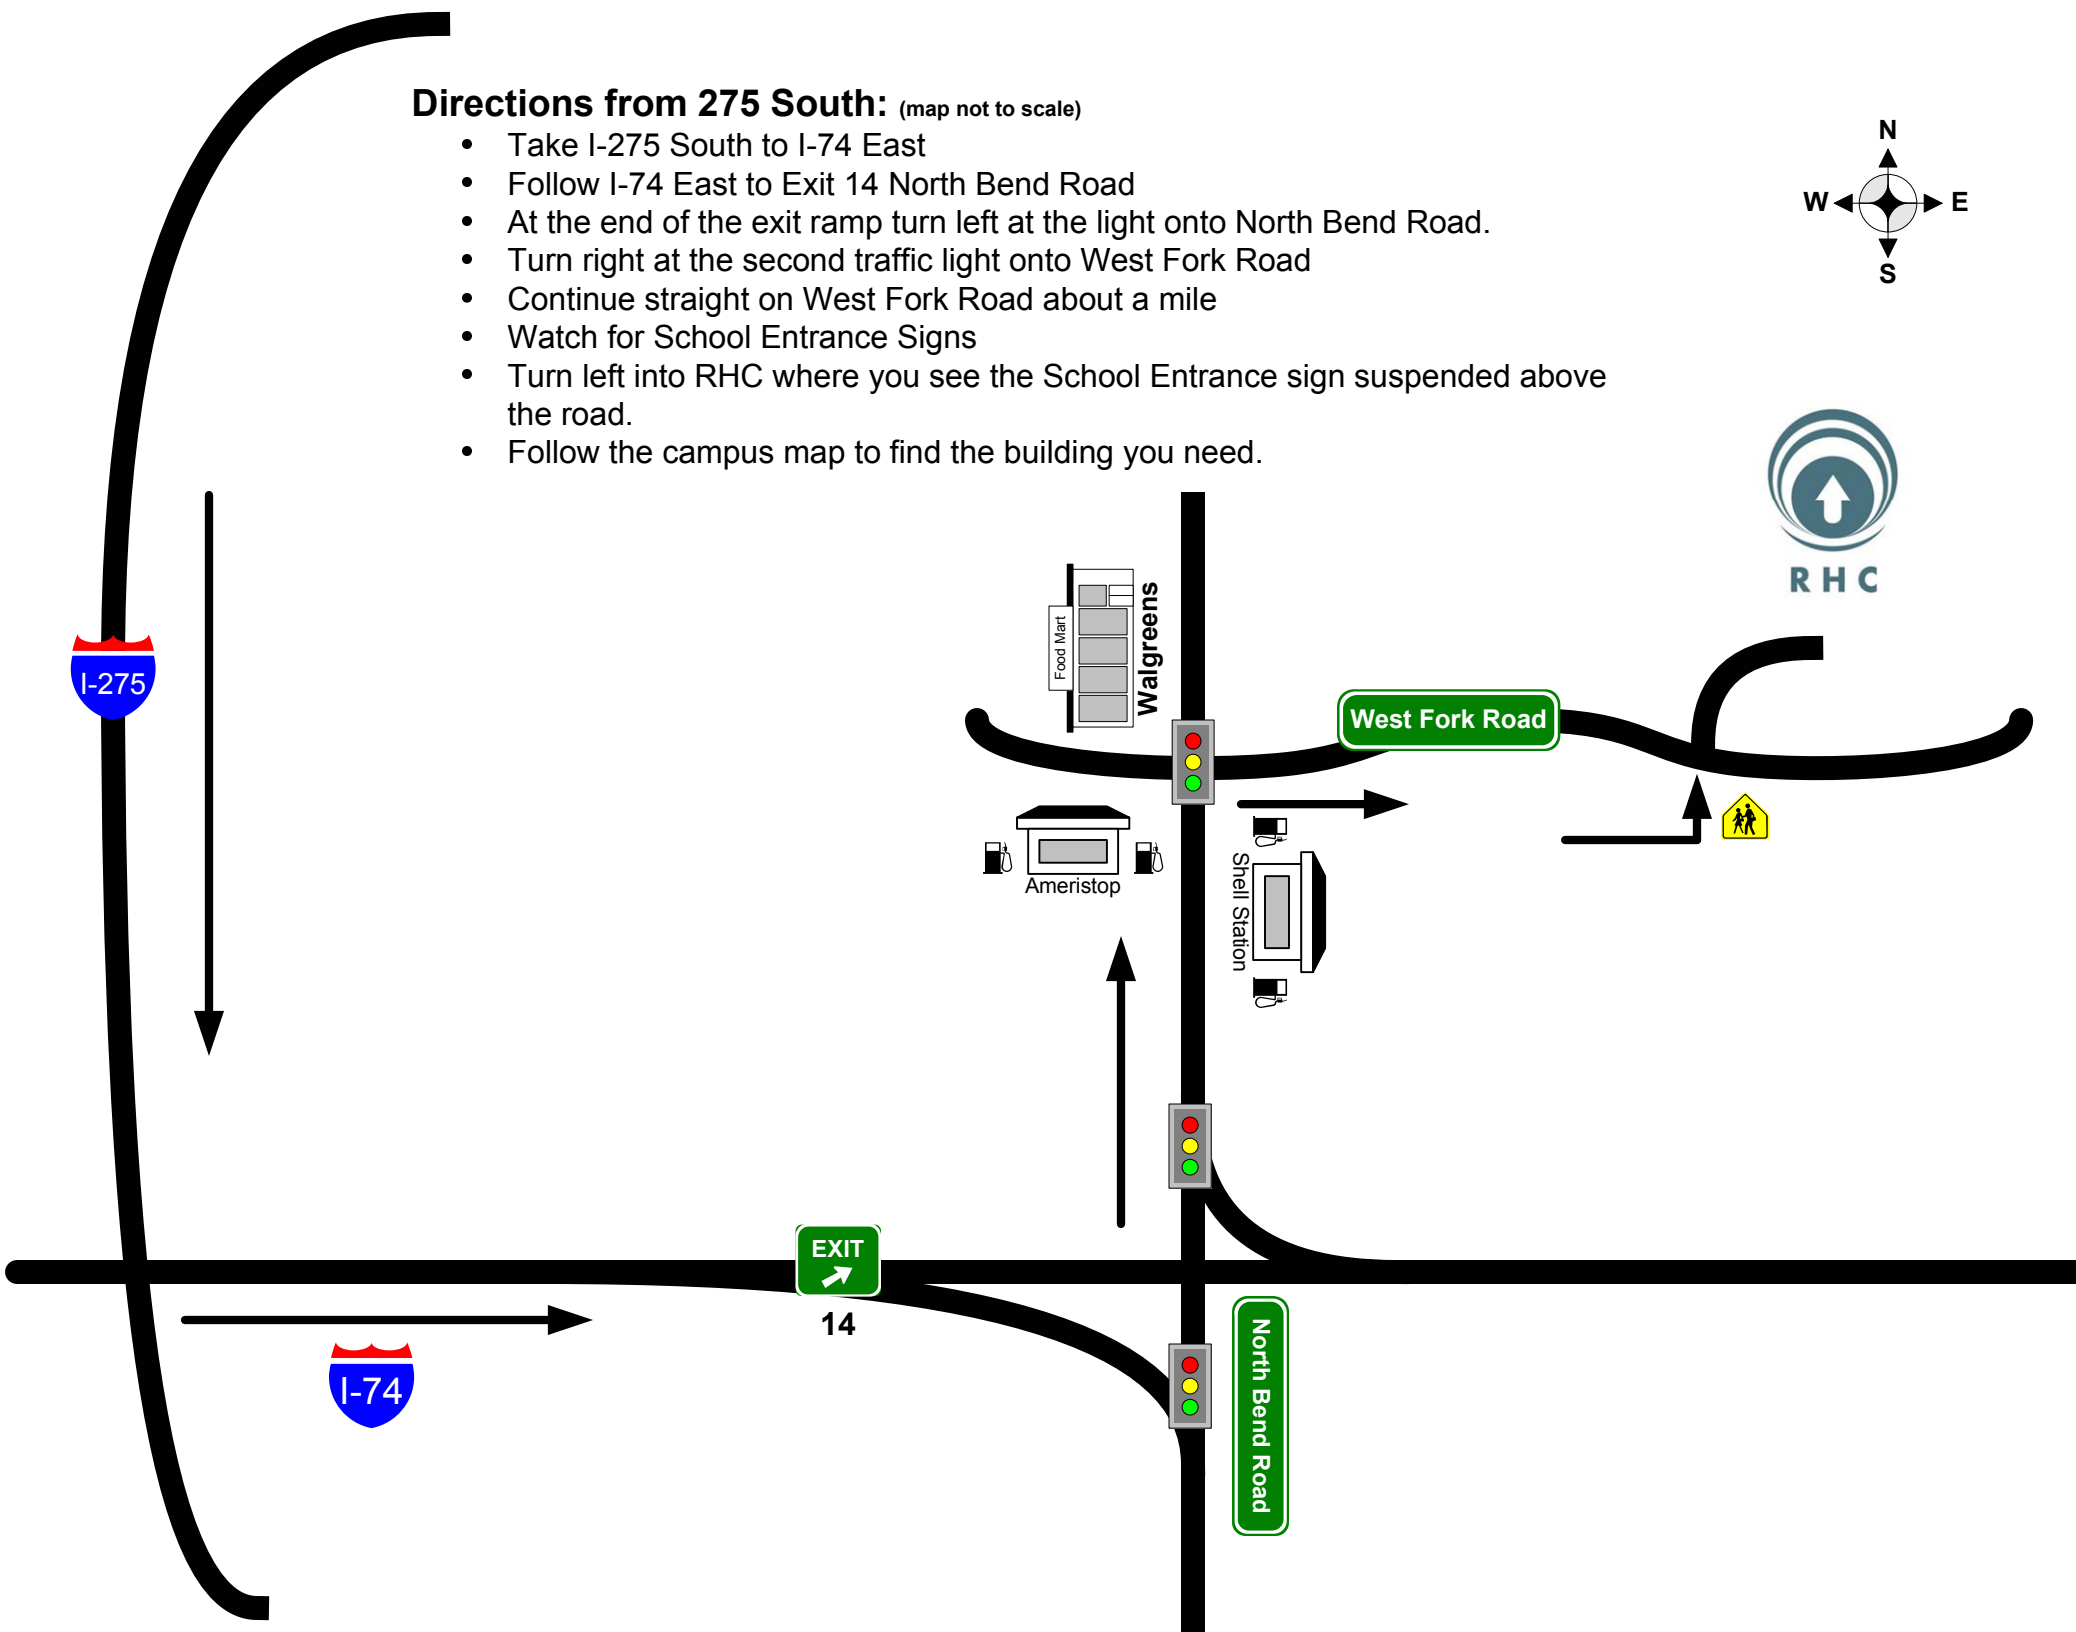 Directions from 275 South: (map not to scale)
• Take I-275 South to I-74 East
• Follow I-74 East to Exit 14 North Bend Road
• At the end of the exit ramp turn left at the light onto North Bend Road.
• Turn right at the second traffic light onto West Fork Road
• Continue straight on West Fork Road about a mile
• Watch for School Entrance Signs
• Turn left into RHC where you see the School Entrance sign suspended above
the road.
• Follow the campus map to find the building you need.
N
W E
S
RHC
Food Mart
Walgreens
I-275
West Fork Road
Ameristop
Shell Station
EXIT
14
I-74
North Bend Road